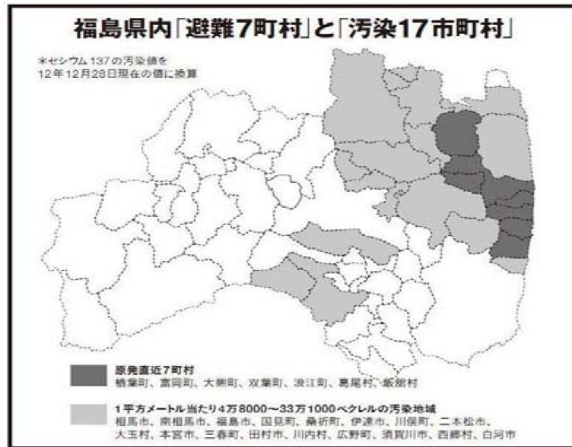 福島県内「避難7町村」と「汚染17市町村」
*セシウム137の汚染値を
12年12月28日現在の値に換算
原発直近7町村
楢葉町、富岡町、大熊町、双葉町、浪江町、葛尾村、飯舘村
1平方メートル当たり4万8000〜33万1000ベクレルの汚染地域
相馬市、南相馬市、福島市、国見町、桑折町、伊達市、川俣町、二本松市、
大玉村、本宮市、三春町、田村市、川内村、広野町、須賀川市、西郷村、白河市